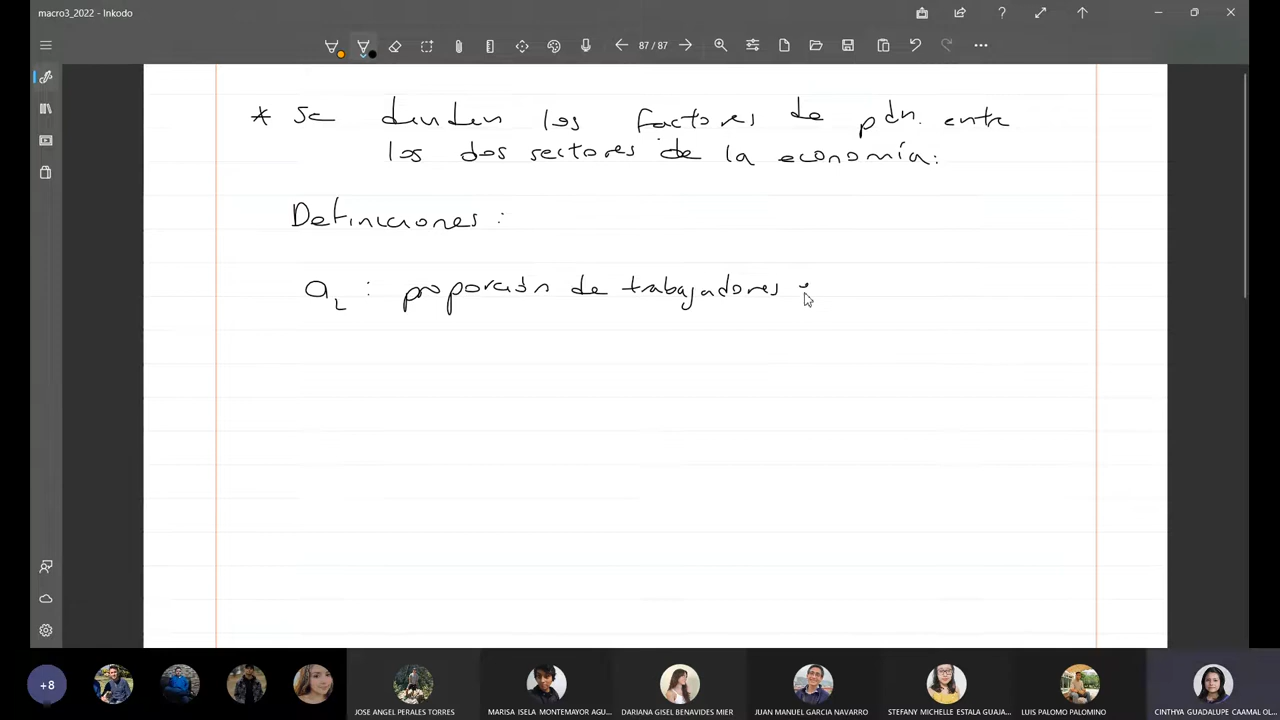 macro3_2022 - Inkodo
87 / 87
* Se dividen los factores de pdn. entre
los dos sectores de la economía:
Definiciones:
a_L : proporción de trabajadores
+8
JOSE ANGEL PERALES TORRES
MARISA ISELA MONTEMAYOR AGU...
DARIANA GISEL BENAVIDES MIER
JUAN MANUEL GARCIA NAVARRO
STEFANY MICHELLE ESTALA GUAJA...
LUIS PALOMO PALOMINO
CINTHYA GUADALUPE CAAMAL OL...